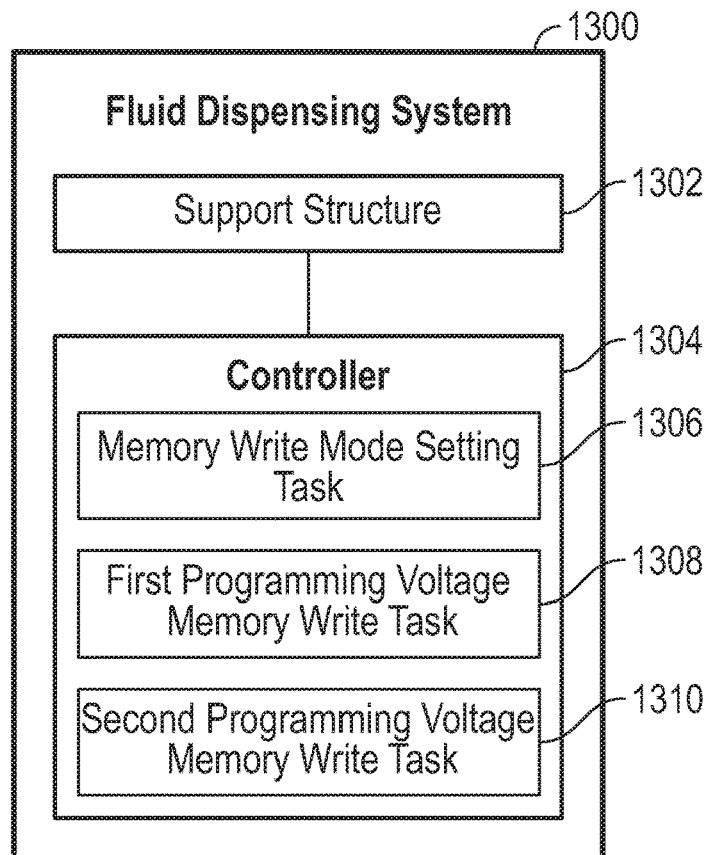 1300
Fluid Dispensing System
1302
Support Structure
1304
Controller
1306
Memory Write Mode Setting
Task
1308
First Programming Voltage
Memory Write Task
1310
Second Programming Voltage
Memory Write Task